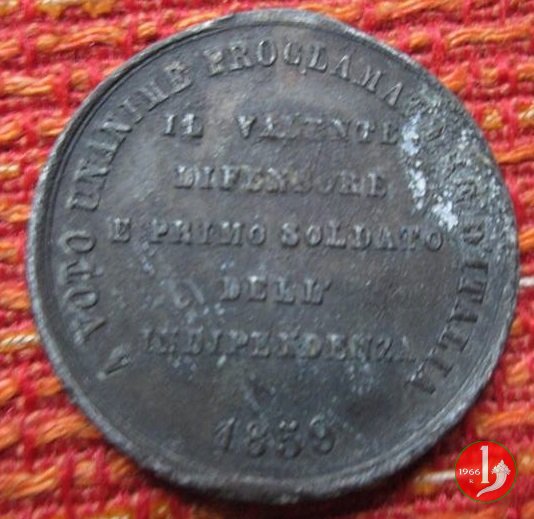 A VOTO UNANIME PROCLAMATO RE D'ITALIA
IL VALENTE
DIFENSORE
E PRIMO SOLDATO
DELL'
INDIPENDENZA
1859
1966
R